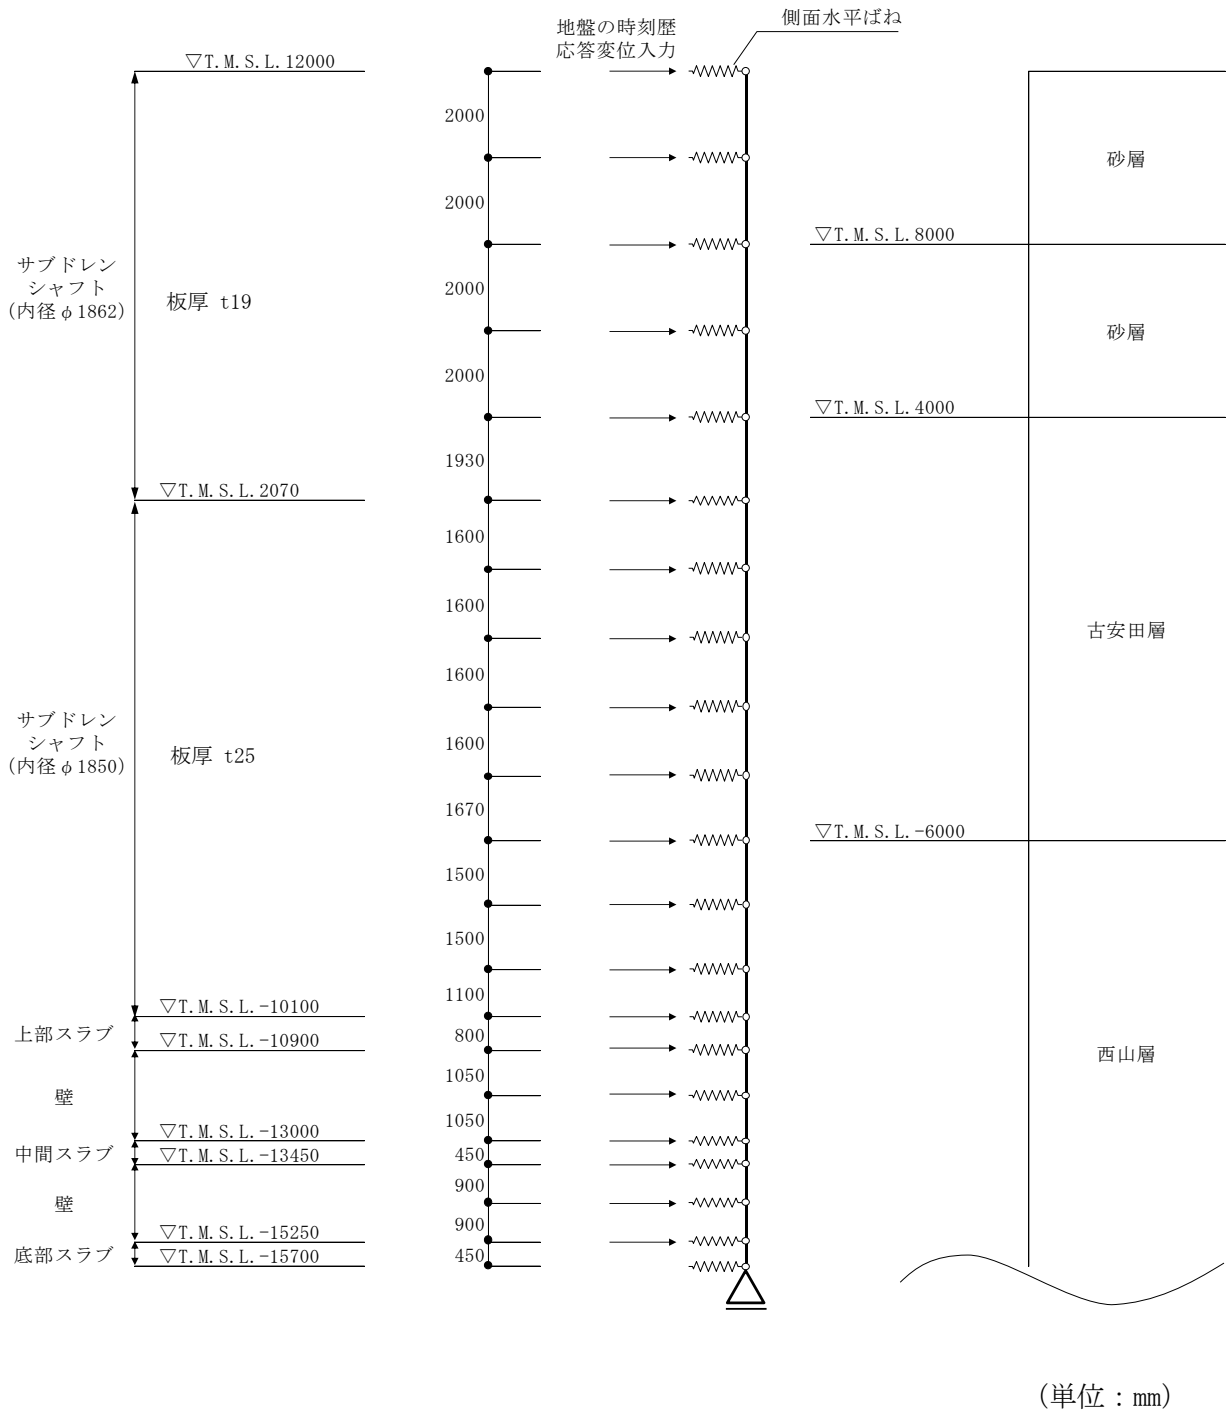 地盤の時刻歴
応答変位入力
側面水平ばね
▽T.M.S.L.12000
2000
砂層
2000
▽T.M.S.L.8000
サブドレン
シャフト
(内径φ1862)
板厚 t19
2000
砂層
2000
▽T.M.S.L.4000
1930
▽T.M.S.L.2070
1600
1600
古安田層
1600
サブドレン
シャフト
(内径φ1850)
板厚 t25
1600
1670
▽T.M.S.L.-6000
1500
1500
1100
▽T.M.S.L.-10100
上部スラブ
800
▽T.M.S.L.-10900
西山層
1050
壁
1050
▽T.M.S.L.-13000
中間スラブ
450
▽T.M.S.L.-13450
900
壁
900
▽T.M.S.L.-15250
底部スラブ
450
▽T.M.S.L.-15700
(単位：mm)